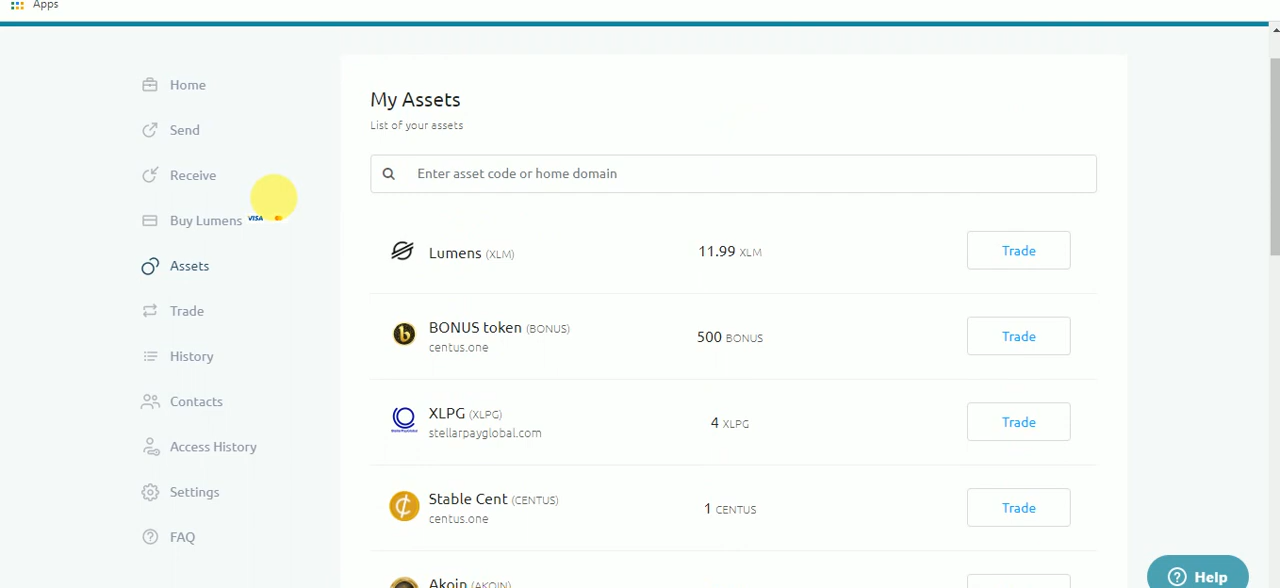 Apps
Home
Send
Receive
Buy Lumens VISA
Assets
Trade
History
Contacts
Access History
Settings
FAQ
My Assets
List of your assets
Enter asset code or home domain
Lumens (XLM)
11.99 XLM
Trade
BONUS token (BONUS)
centus.one
500 BONUS
Trade
XLPG (XLPG)
stellarpayglobal.com
4 XLPG
Trade
Stable Cent (CENTUS)
centus.one
1 CENTUS
Trade
Akoin (AKOIN)
Help